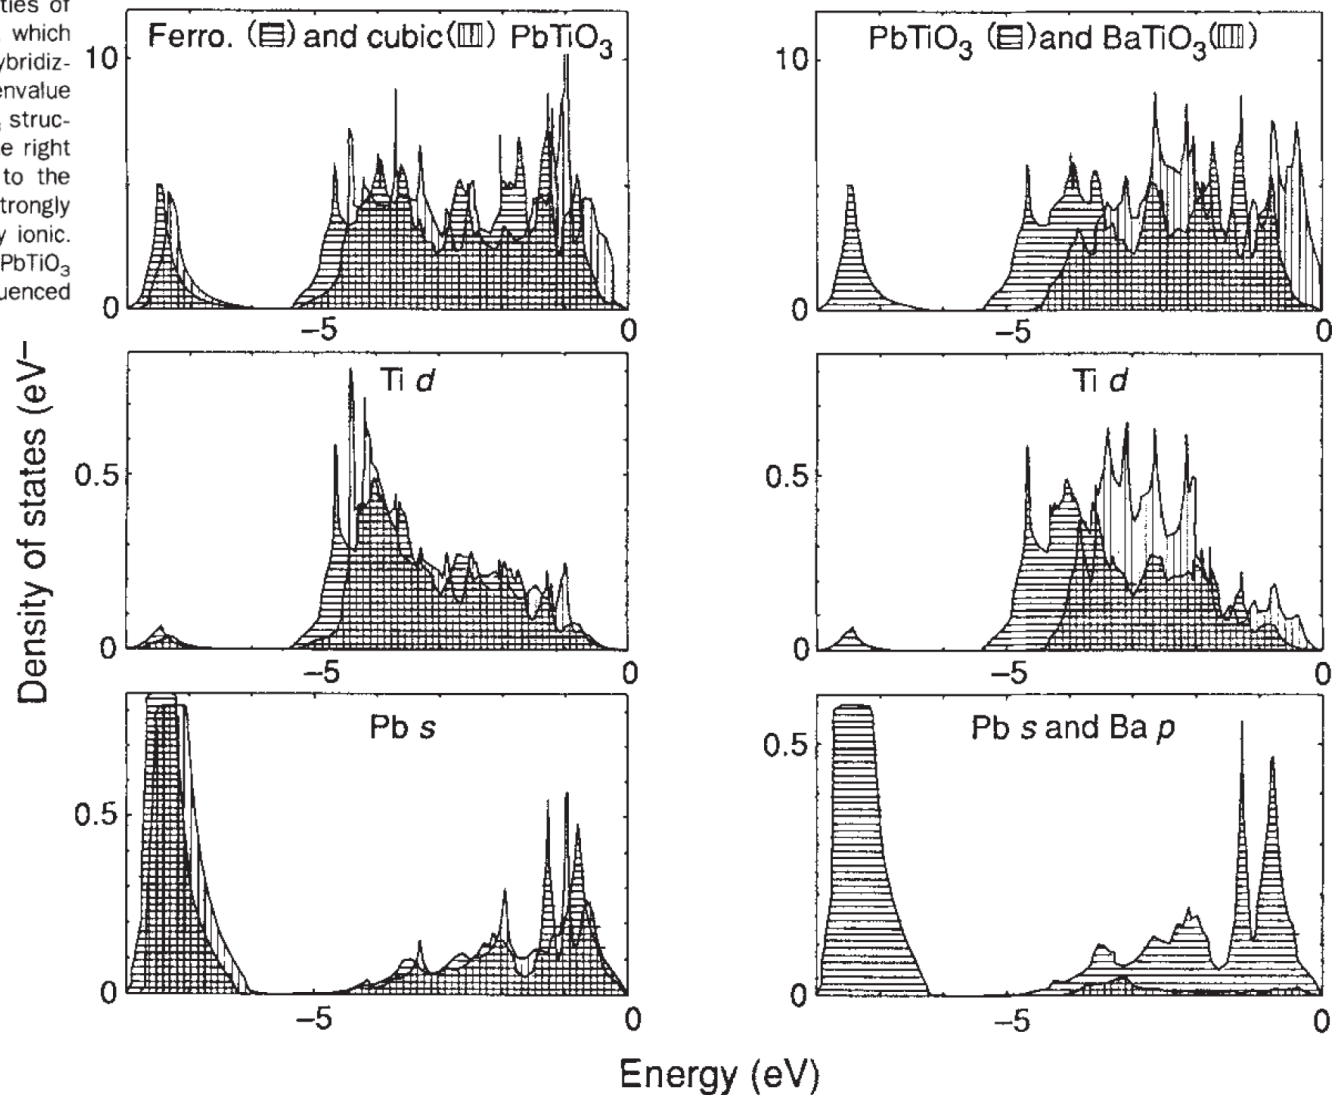 ties of
which
ybridiz-
envalue
struc-
e right
to the
trongly
y ionic.
PbTiO3
uenced
Ferro. ( ) and cubic( ) PbTiO3
10
0
−5
0
PbTiO3 ( ) and BaTiO3( )
10
0
−5
0
Density of states (eV−
Ti d
0.5
0
−5
0
Ti d
0.5
0
−5
0
Pb s
0.5
0
−5
0
Pb s and Ba p
0.5
0
−5
0
Energy (eV)